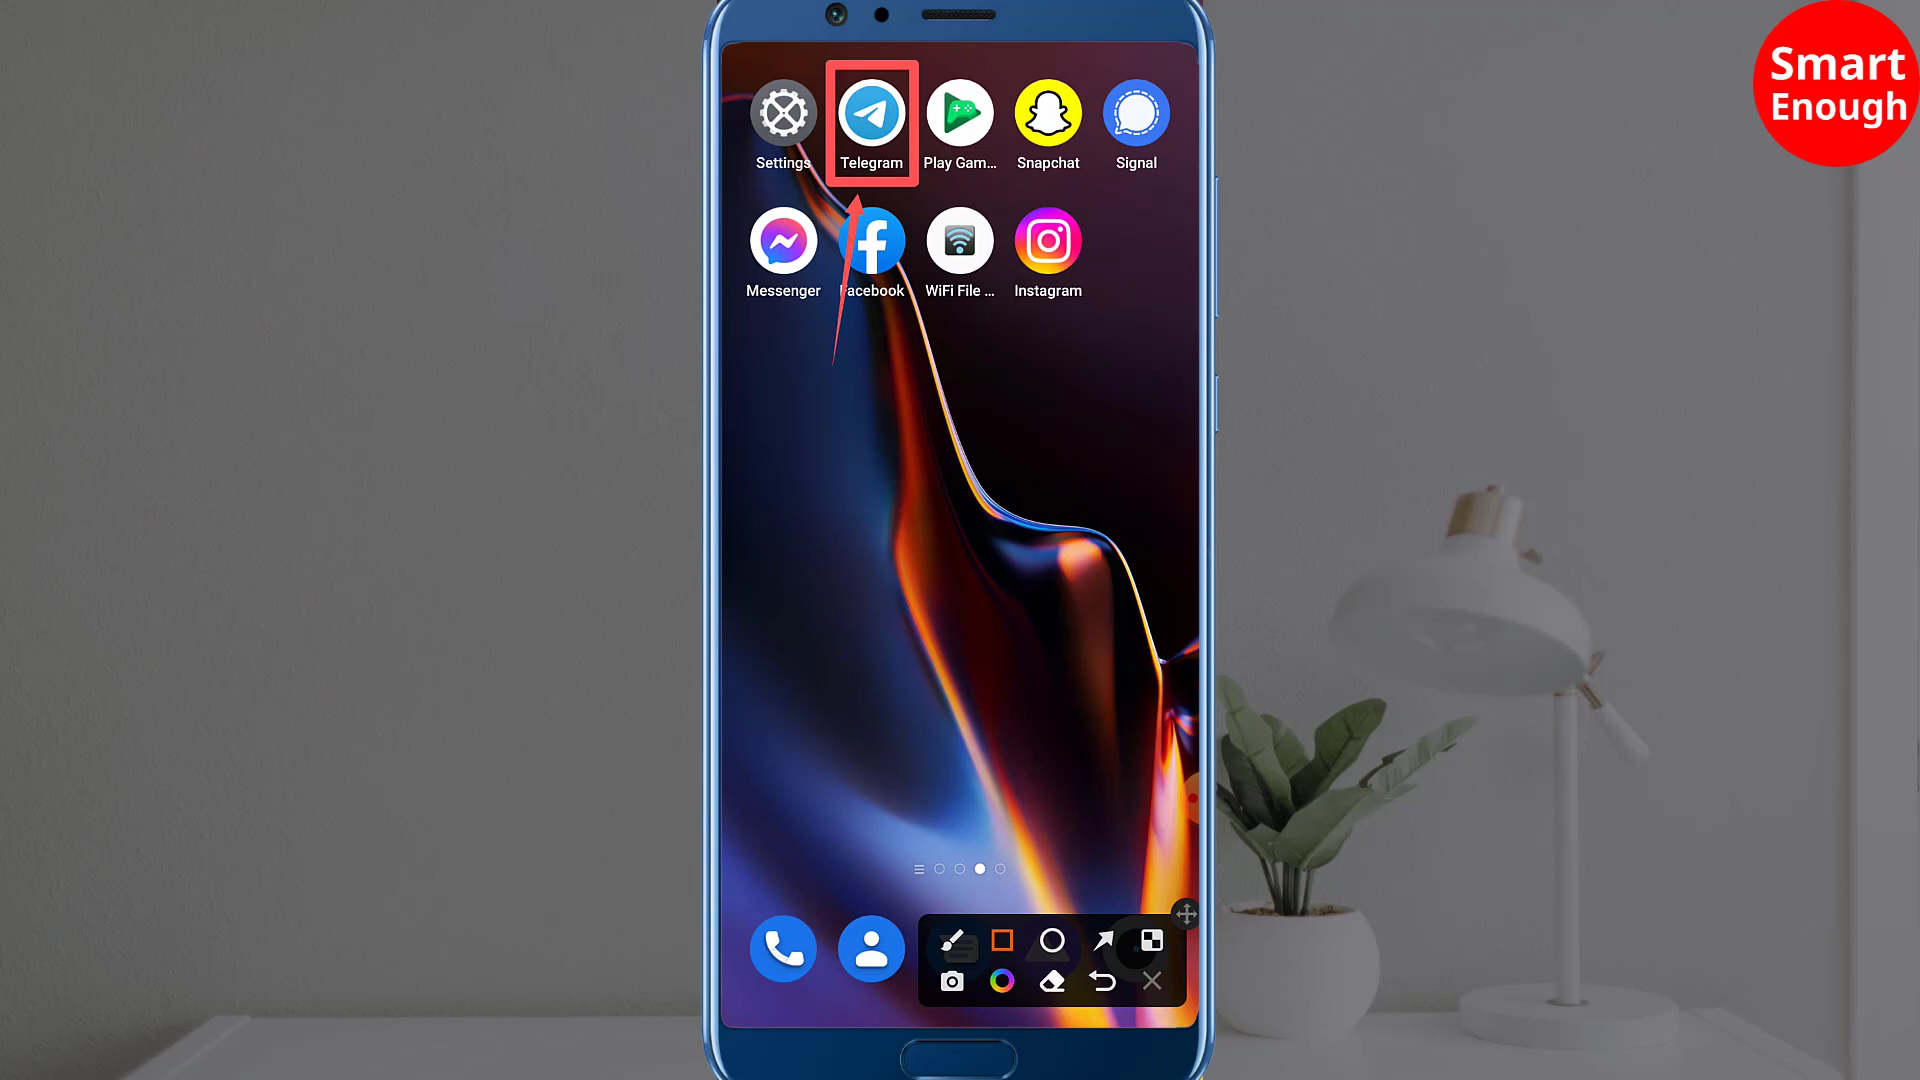 Smart
Enough
Settings
Telegram
Play Gam...
Snapchat
Signal
Messenger
Facebook
WiFi File ...
Instagram